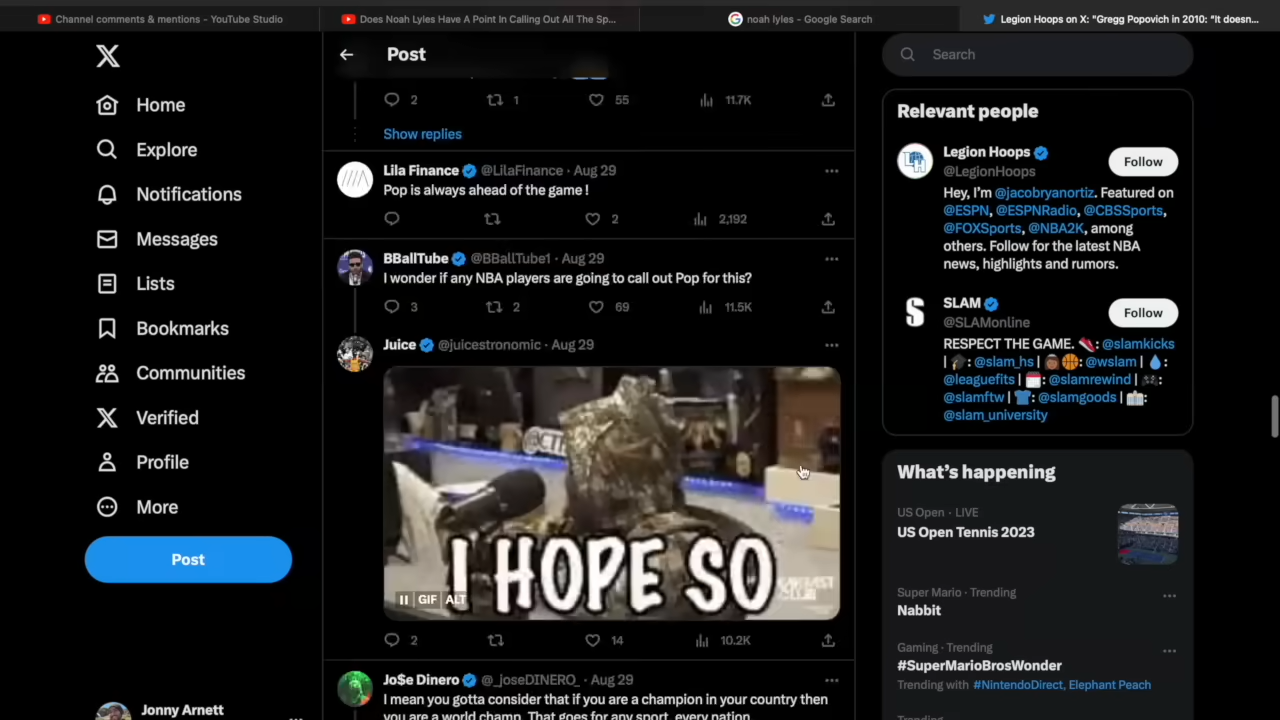 Channel comments & mentions - YouTube Studio
Does Noah Lyles Have A Point In Calling Out All The Sp...
noah lyles - Google Search
Legion Hoops on X: "Gregg Popovich in 2010: "It doesn...
Home
Explore
Notifications
Messages
Lists
Bookmarks
Communities
Verified
Profile
More
Post
Jonny Arnett
Post
2 1 55 11.7K
Show replies
Lila Finance @LilaFinance · Aug 29
Pop is always ahead of the game !
2 2,192
BBallTube @BBallTube1 · Aug 29
I wonder if any NBA players are going to call out Pop for this?
3 2 69 11.5K
Juice @juicestronomic · Aug 29
I HOPE SO
GIF ALT
2 14 10.2K
Jo$e Dinero @_joseDINERO_ · Aug 29
I mean you gotta consider that if you are a champion in your country then
you are a world champ. That goes for any sport, every nation
Search
Relevant people
Legion Hoops
@LegionHoops
Follow
Hey, I'm @jacobryanortiz. Featured on
@ESPN, @ESPNRadio, @CBSSports,
@FOXSports, @NBA2K, among
others. Follow for the latest NBA
news, highlights and rumors.
SLAM
@SLAMonline
Follow
RESPECT THE GAME. 👟: @slamkicks
| 🎓: @slam_hs | 👩🏾🏀: @wslam | 💧:
@leaguefits | 🗓: @slamrewind | 🎮:
@slamftw | 👕: @slamgoods | 🏫:
@slam_university
What's happening
US Open · LIVE
US Open Tennis 2023
Super Mario · Trending
Nabbit
Gaming · Trending
#SuperMarioBrosWonder
Trending with #NintendoDirect, Elephant Peach